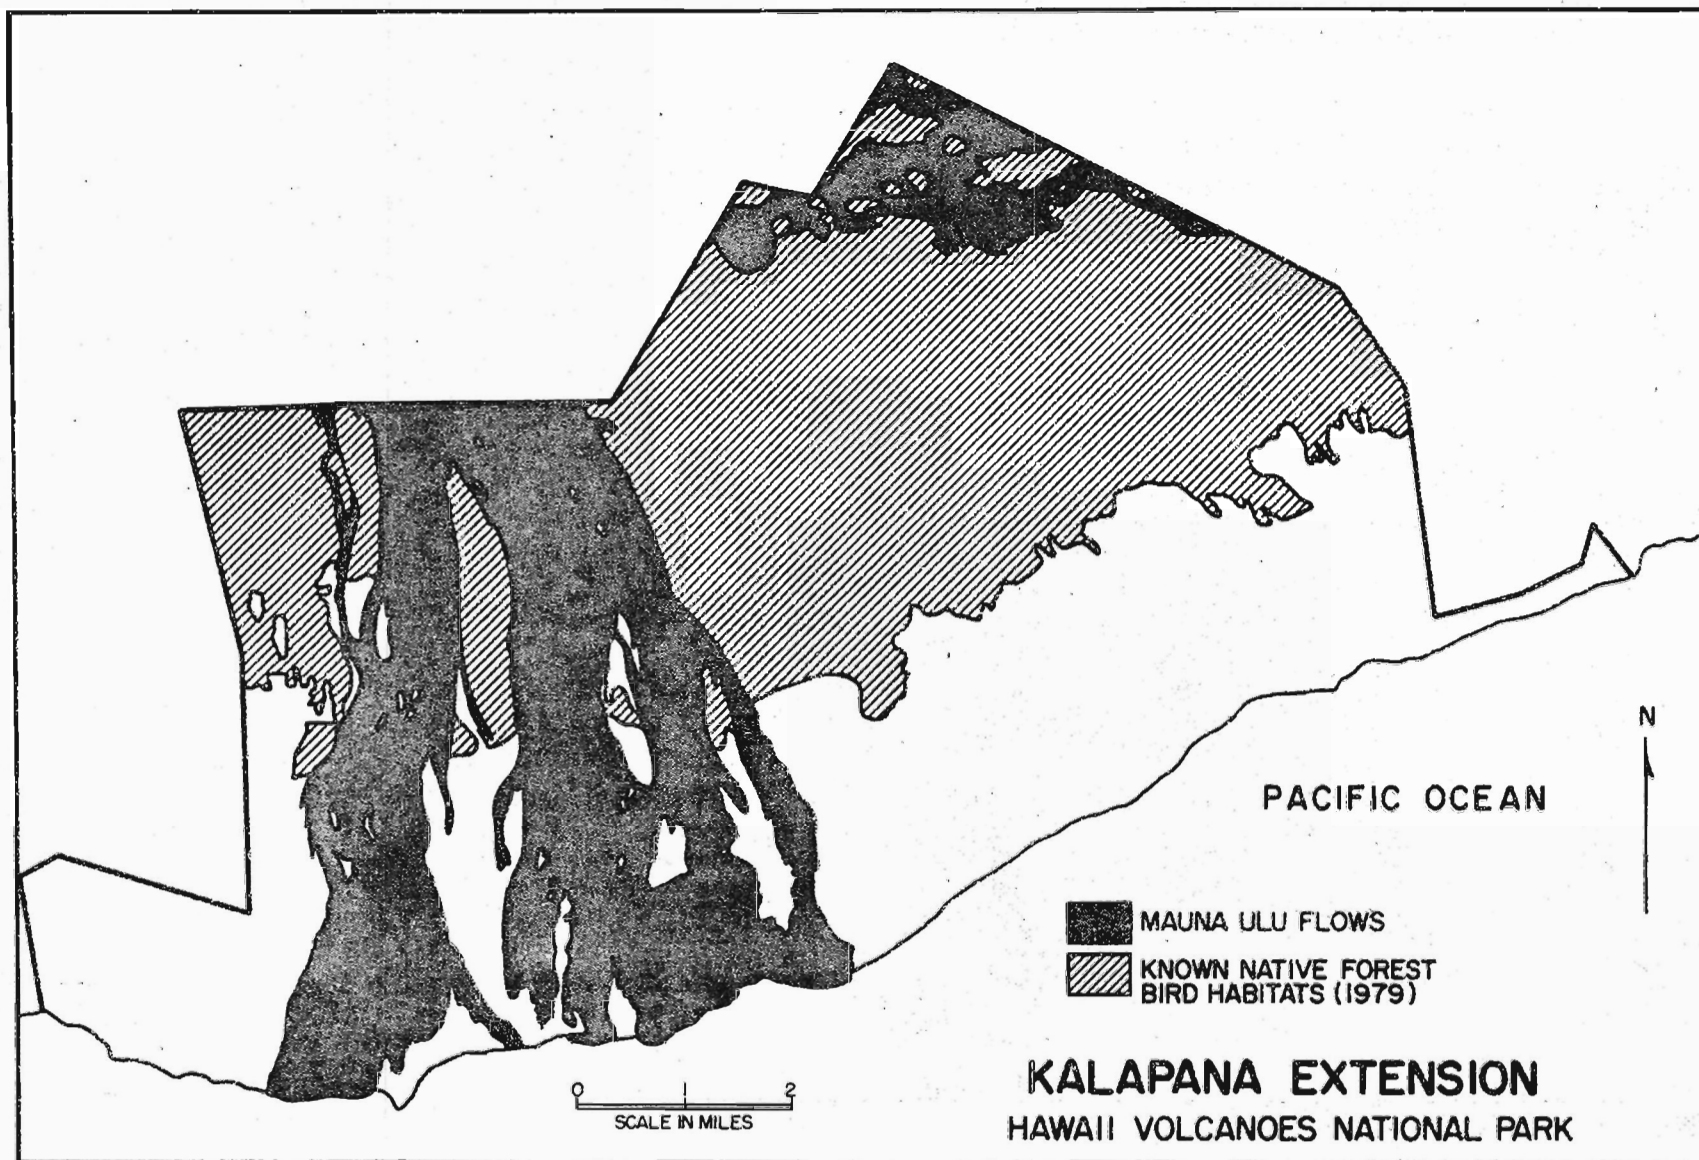 N
PACIFIC OCEAN
MAUNA ULU FLOWS
KNOWN NATIVE FOREST
BIRD HABITATS (1979)
0 1 2
SCALE IN MILES
KALAPANA EXTENSION
HAWAII VOLCANOES NATIONAL PARK